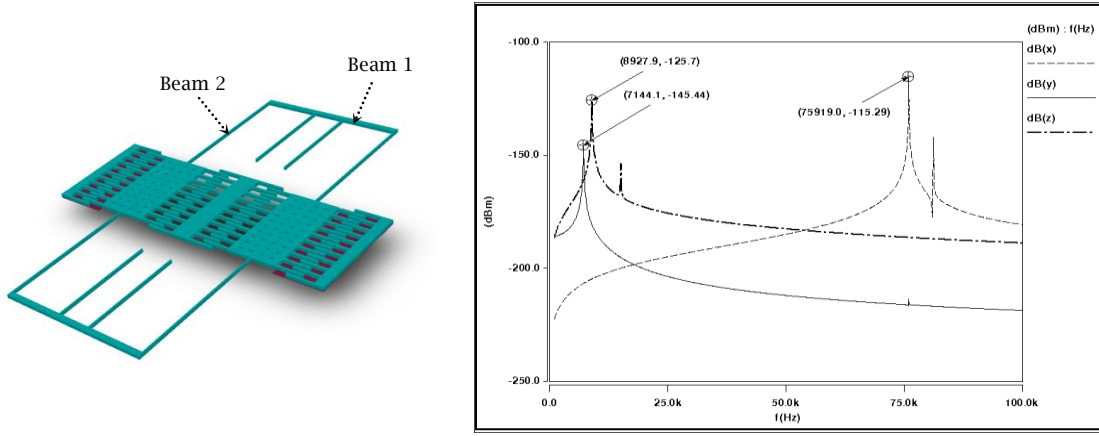 Beam 1
Beam 2
-100.0
-150.0
-200.0
-250.0
(dBm)
0.0
25.0k
50.0k
75.0k
100.0k
f(Hz)
(8927.9, -125.7)
(7144.1, -145.44)
(75919.0, -115.29)
(dBm) : f(Hz)
dB(x)
dB(y)
dB(z)